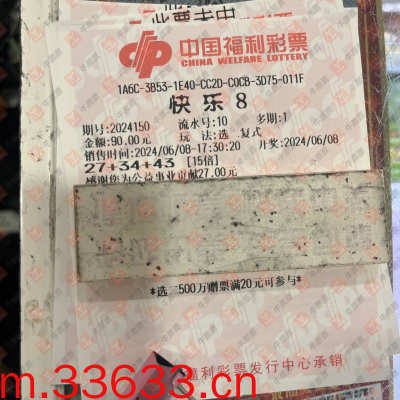 中国福利彩票
CHINA WELFARE LOTTERY
1A6C-3B53-1E40-CC2D-C0CB-3D75-011F
快乐8
期号:2024150 流水号:10 多期:1
金额:90.00元 玩法:选 复式
销售时间:2024/06/08-17:30:20 开奖:2024/06/08
27+34+43 [15倍]
感谢您为公益事业贡献27.00元
*选二500万赠票满20元可参与*
福利彩票发行中心承销
m.33633.cn